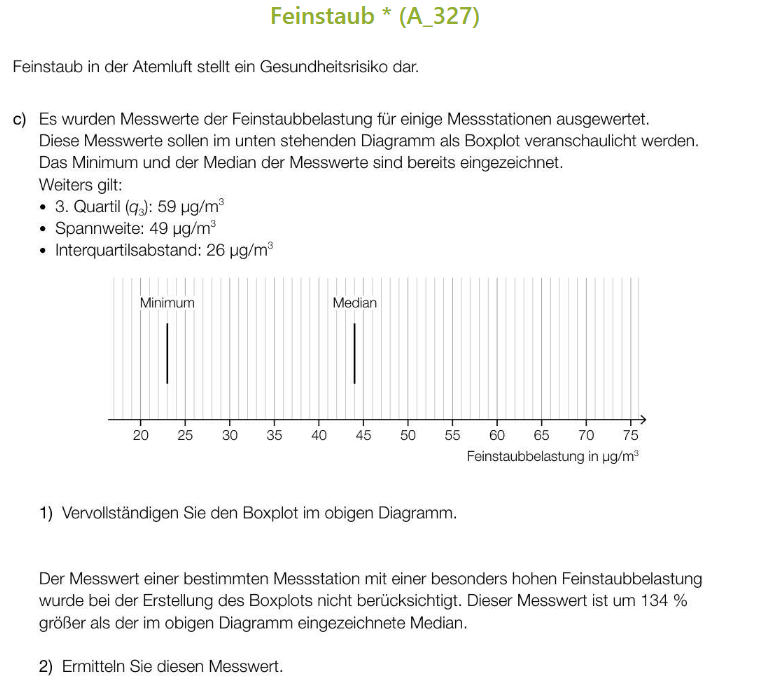 Feinstaub * (A_327)
Feinstaub in der Atemluft stellt ein Gesundheitsrisiko dar.
c) Es wurden Messwerte der Feinstaubbelastung für einige Messstationen ausgewertet.
Diese Messwerte sollen im unten stehenden Diagramm als Boxplot veranschaulicht werden.
Das Minimum und der Median der Messwerte sind bereits eingezeichnet.
Weiters gilt:
• 3. Quartil (q₃): 59 µg/m³
• Spannweite: 49 µg/m³
• Interquartilsabstand: 26 µg/m³
Minimum Median
20 25 30 35 40 45 50 55 60 65 70 75
Feinstaubbelastung in µg/m³
1) Vervollständigen Sie den Boxplot im obigen Diagramm.
Der Messwert einer bestimmten Messstation mit einer besonders hohen Feinstaubbelastung
wurde bei der Erstellung des Boxplots nicht berücksichtigt. Dieser Messwert ist um 134 %
größer als der im obigen Diagramm eingezeichnete Median.
2) Ermitteln Sie diesen Messwert.